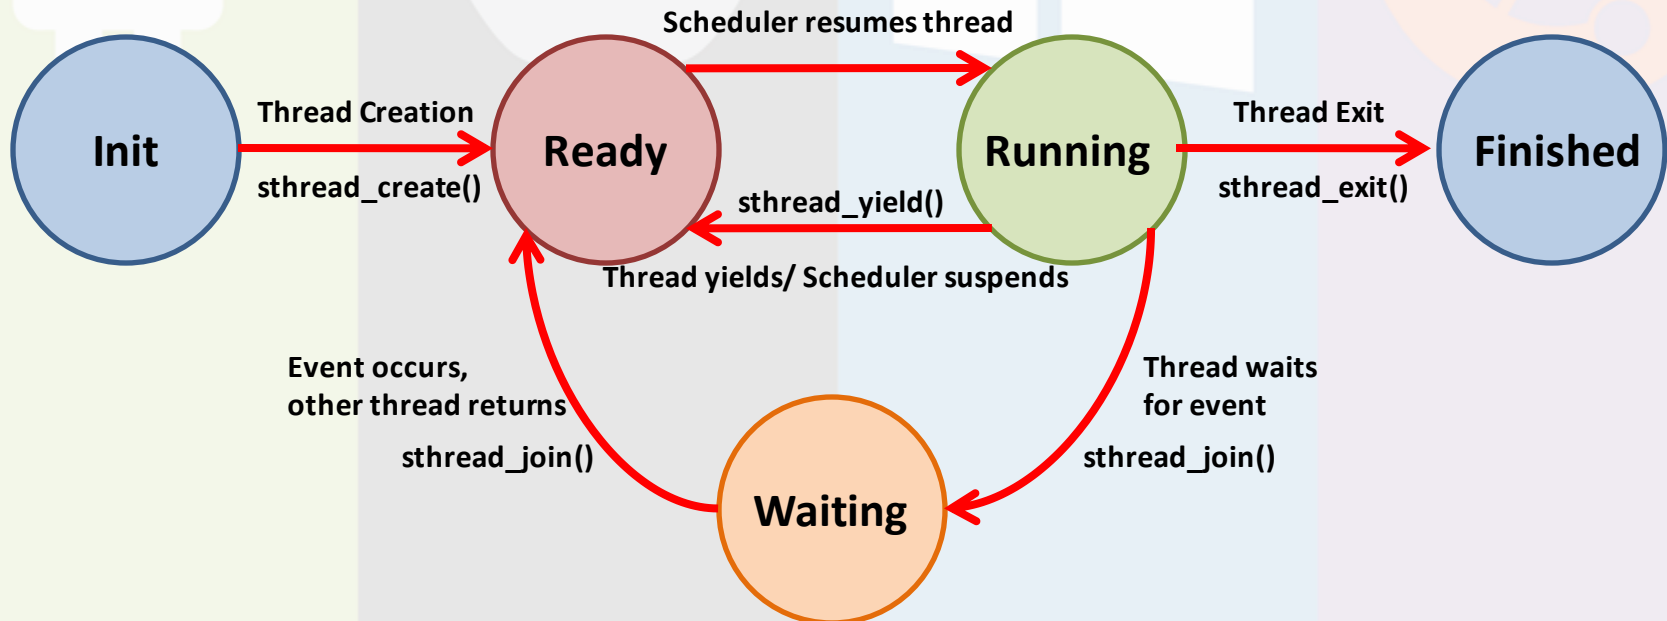 Scheduler resumes thread
Thread Creation
Thread Exit
Init
Ready
Running
Finished
sthread_create()
sthread_yield()
sthread_exit()
Thread yields/ Scheduler suspends
Event occurs,
other thread returns
Thread waits
for event
sthread_join()
sthread_join()
Waiting